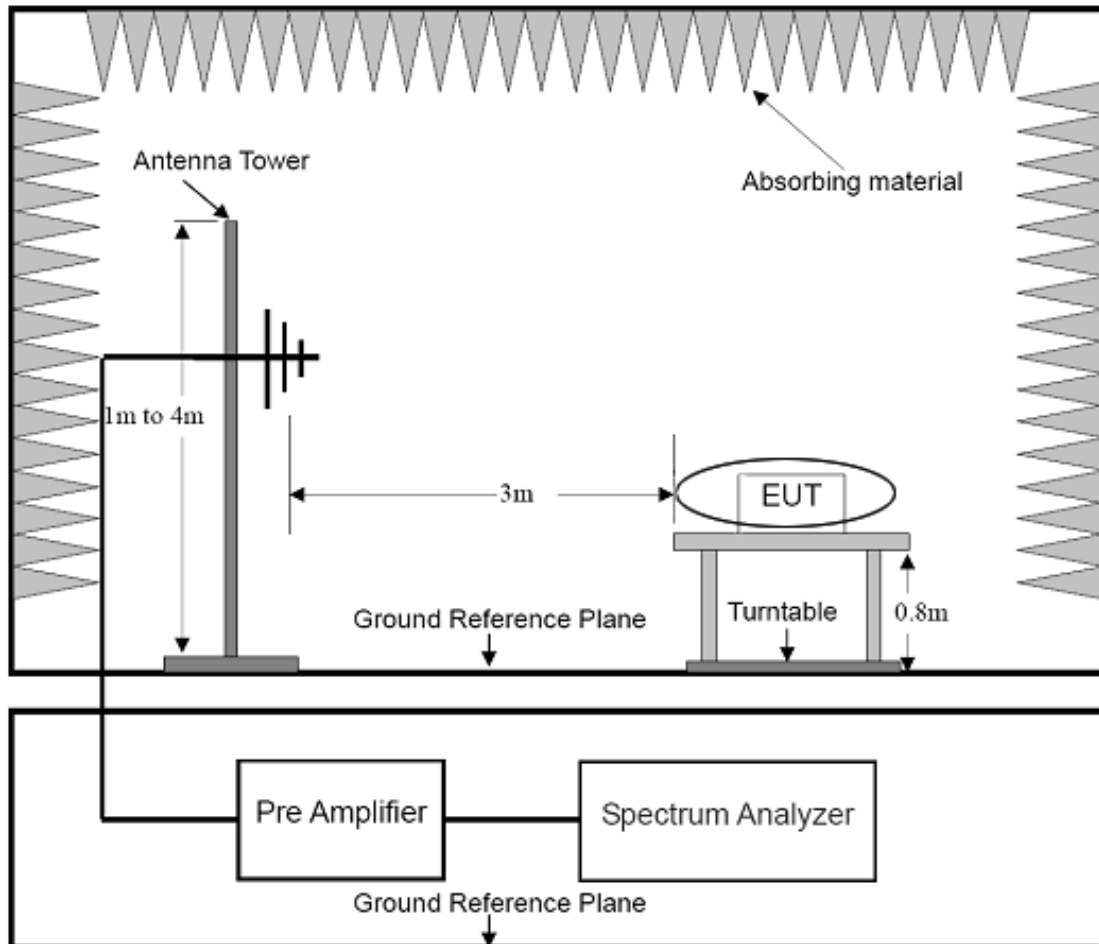 Antenna Tower
Absorbing material
1m to 4m
3m
EUT
Ground Reference Plane
Turntable
0.8m
Pre Amplifier
Spectrum Analyzer
Ground Reference Plane